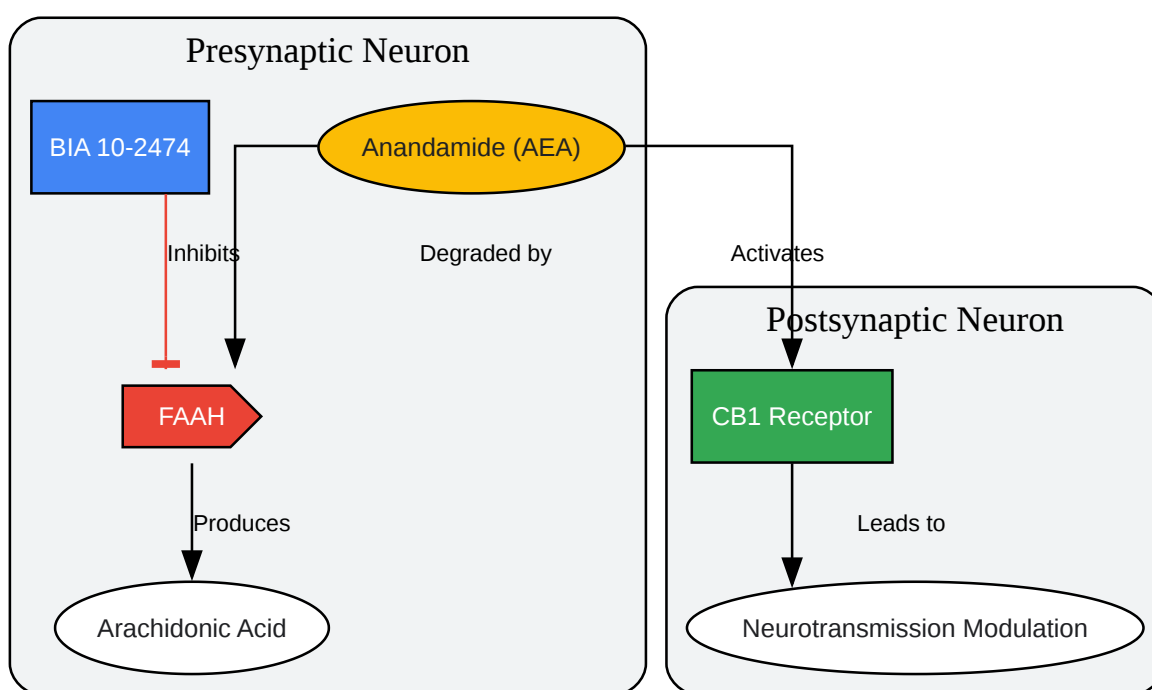 Presynaptic Neuron
BIA 10-2474
Anandamide (AEA)
Inhibits
Degraded by
Activates
Postsynaptic Neuron
FAAH
CB1 Receptor
Produces
Leads to
Arachidonic Acid
Neurotransmission Modulation